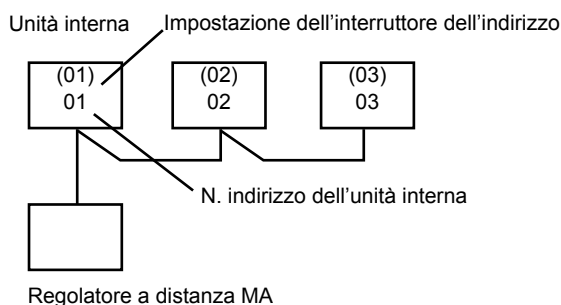 Unità interna
Impostazione dell'interruttore dell'indirizzo
(01)
01
(02)
02
(03)
03
N. indirizzo dell'unità interna
Regolatore a distanza MA